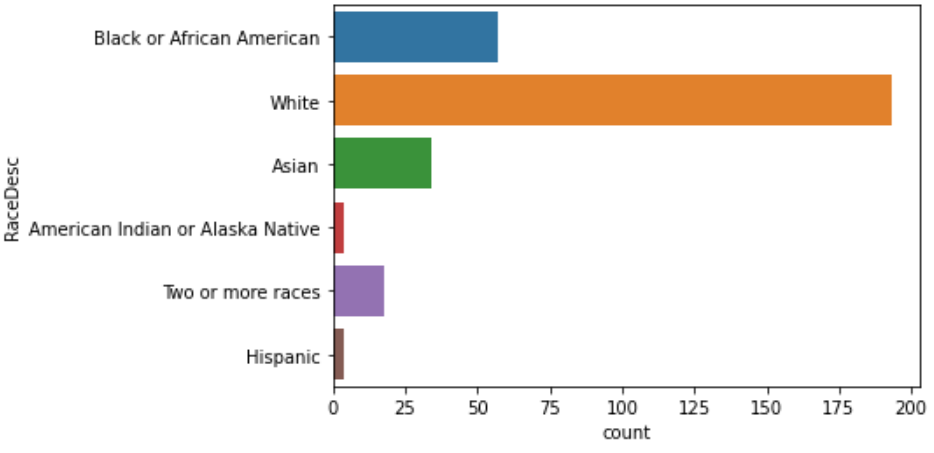 Black or African American
White
Asian
American Indian or Alaska Native
Two or more races
Hispanic
RaceDesc
0 25 50 75 100 125 150 175 200
count